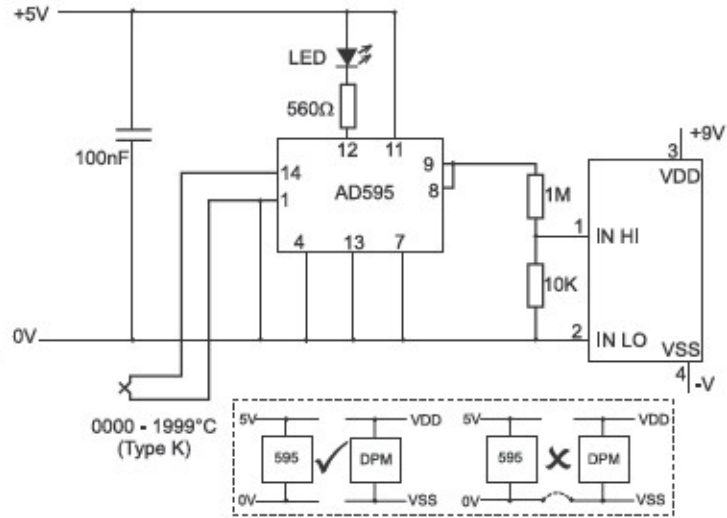 +5V
LED
560Ω
100nF
12
11
14
1
AD595
9
8
4
13
7
1M
10K
+9V
3
VDD
1
IN HI
2
IN LO
VSS
4
-V
0V
0000 - 1999°C
(Type K)
5V
595
0V
VDD
DPM
VSS
5V
595
0V
VDD
DPM
VSS